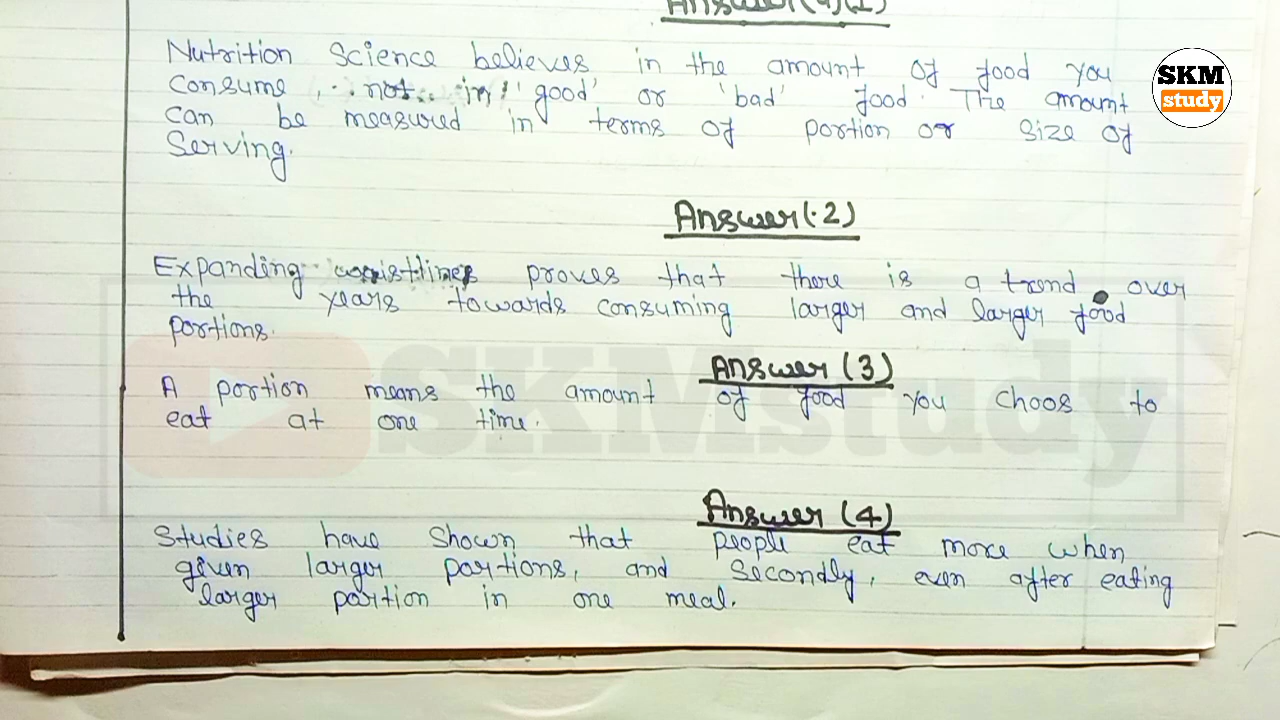 Answer(4)(1)
Nutrition Science believes in the amount of food you
SKM
study
consume, not in 'good' or 'bad' food. The amount
can be measured in terms of portion or size of
Serving.
Answer(.2)
Expanding proves that there is a trend over
the years towards consuming larger and larger food
portions.
Answer (3)
A portion means the amount of food you choos to
eat at one time.
SKMstudy
Answer (4)
Studies have shown that people eat more when
given larger portions, and secondly, even after eating
larger portion in one meal.